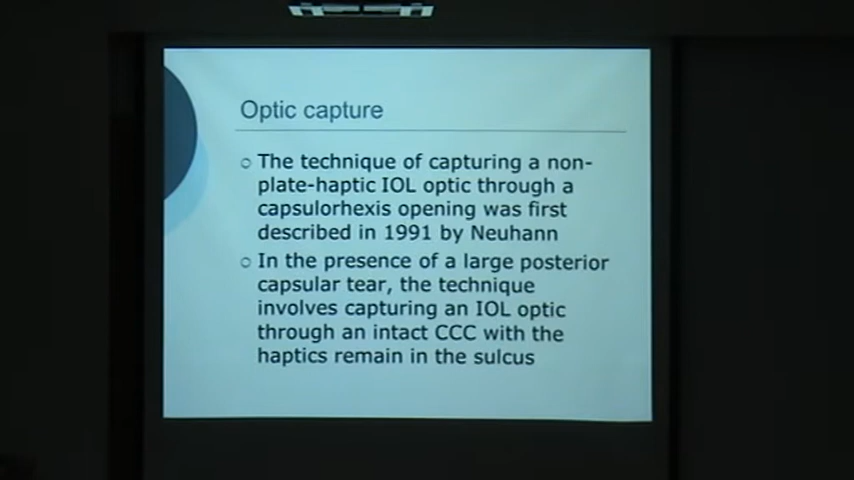 Optic capture
The technique of capturing a non-
plate-haptic IOL optic through a
capsulorhexis opening was first
described in 1991 by Neuhann
In the presence of a large posterior
capsular tear, the technique
involves capturing an IOL optic
through an intact CCC with the
haptics remain in the sulcus